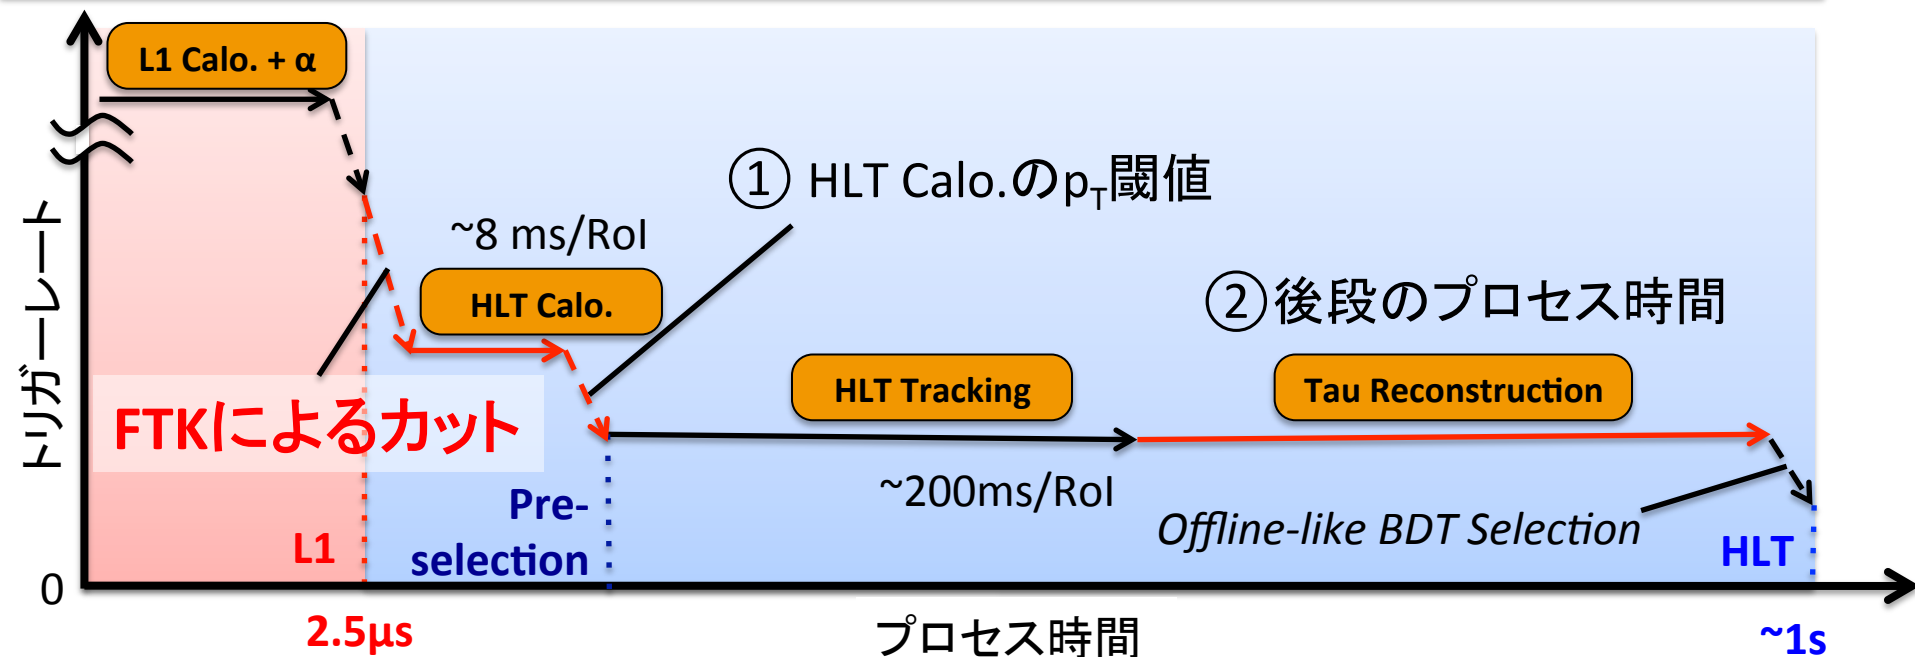 L1 Calo. + α
① HLT Calo.のpT閾値
~8 ms/RoI
HLT Calo.
②後段のプロセス時間
HLT Tracking
Tau Reconstruction
FTKによるカット
~200ms/RoI
Pre-
selection
Offline-like BDT Selection
L1
HLT
トリガーレート
0
2.5μs
プロセス時間
~1s